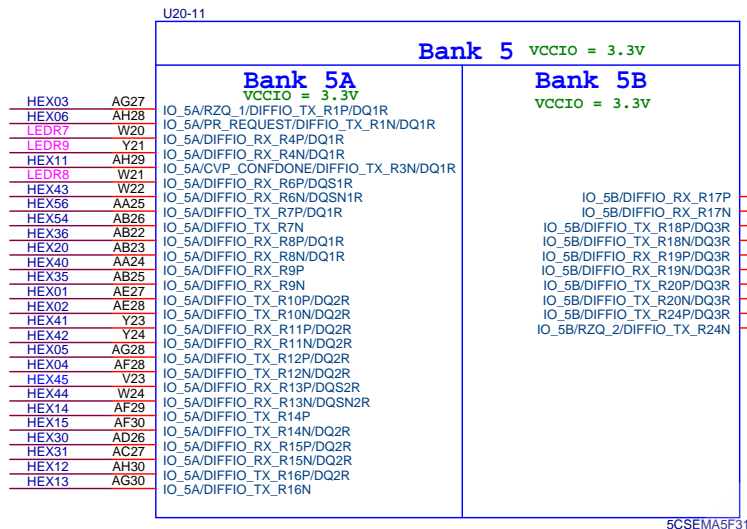 U20-11
Bank 5 VCCIO = 3.3V
Bank 5A
VCCIO = 3.3V
HEX03 AG27 IO_5A/RZQ_1/DIFFIO_TX_R1P/DQ1R
HEX06 AH28 IO_5A/PR_REQUEST/DIFFIO_TX_R1N/DQ1R
LEDR7 W20 IO_5A/DIFFIO_RX_R4P/DQ1R
LEDR9 Y21 IO_5A/DIFFIO_RX_R4N/DQ1R
HEX11 AH29 IO_5A/CVP_CONFDONE/DIFFIO_TX_R3N/DQ1R
LEDR8 W21 IO_5A/DIFFIO_RX_R6P/DQS1R
HEX43 W22 IO_5A/DIFFIO_RX_R6N/DQSN1R
HEX56 AA25 IO_5A/DIFFIO_TX_R7P/DQ1R
HEX54 AB26 IO_5A/DIFFIO_TX_R7N
HEX36 AB22 IO_5A/DIFFIO_RX_R8P/DQ1R
HEX20 AB23 IO_5A/DIFFIO_RX_R8N/DQ1R
HEX40 AA24 IO_5A/DIFFIO_RX_R9P
HEX35 AB25 IO_5A/DIFFIO_RX_R9N
HEX01 AE27 IO_5A/DIFFIO_TX_R10P/DQ2R
HEX02 AE28 IO_5A/DIFFIO_TX_R10N/DQ2R
HEX41 Y23 IO_5A/DIFFIO_RX_R11P/DQ2R
HEX42 Y24 IO_5A/DIFFIO_RX_R11N/DQ2R
HEX05 AG28 IO_5A/DIFFIO_TX_R12P/DQ2R
HEX04 AF28 IO_5A/DIFFIO_TX_R12N/DQ2R
HEX45 V23 IO_5A/DIFFIO_RX_R13P/DQS2R
HEX44 W24 IO_5A/DIFFIO_RX_R13N/DQSN2R
HEX14 AF29 IO_5A/DIFFIO_TX_R14P
HEX15 AF30 IO_5A/DIFFIO_TX_R14N/DQ2R
HEX30 AD26 IO_5A/DIFFIO_RX_R15P/DQ2R
HEX31 AC27 IO_5A/DIFFIO_RX_R15N/DQ2R
HEX12 AH30 IO_5A/DIFFIO_TX_R16P/DQ2R
HEX13 AG30 IO_5A/DIFFIO_TX_R16N
Bank 5B
VCCIO = 3.3V
IO_5B/DIFFIO_RX_R17P
IO_5B/DIFFIO_RX_R17N
IO_5B/DIFFIO_TX_R18P/DQ3R
IO_5B/DIFFIO_TX_R18N/DQ3R
IO_5B/DIFFIO_RX_R19P/DQ3R
IO_5B/DIFFIO_RX_R19N/DQ3R
IO_5B/DIFFIO_TX_R20P/DQ3R
IO_5B/DIFFIO_TX_R20N/DQ3R
IO_5B/DIFFIO_TX_R24P/DQ3R
IO_5B/RZQ_2/DIFFIO_TX_R24N
5CSEMA5F31